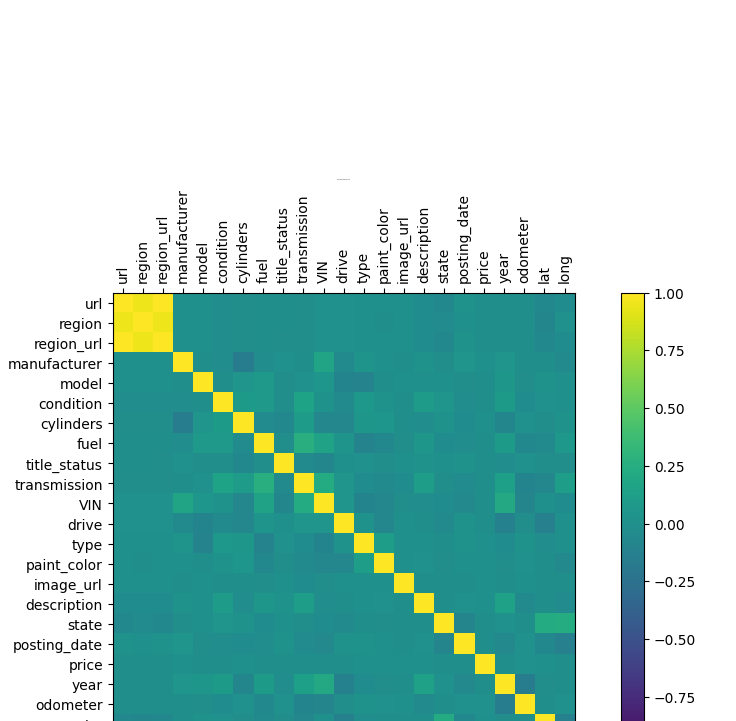 url
region
region_url
manufacturer
model
condition
cylinders
fuel
title_status
transmission
VIN
drive
type
paint_color
image_url
description
state
posting_date
price
year
odometer
lat
long
url
region
region_url
manufacturer
model
condition
cylinders
fuel
title_status
transmission
VIN
drive
type
paint_color
image_url
description
state
posting_date
price
year
odometer
1.00
0.75
0.50
0.25
0.00
−0.25
−0.50
−0.75